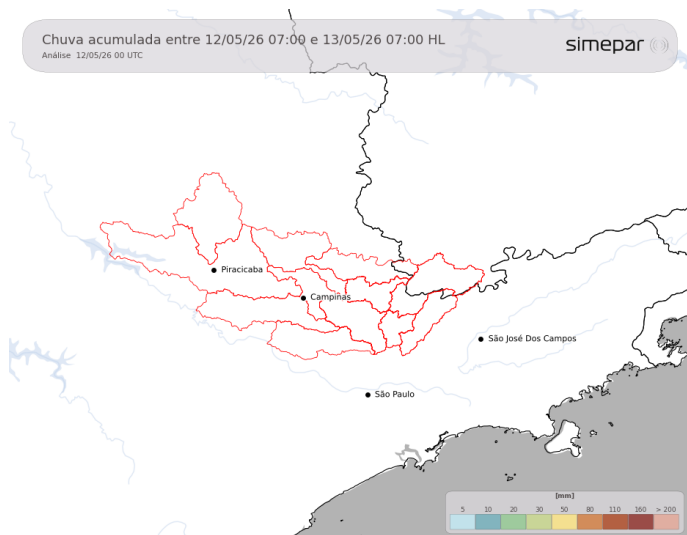 Chuva acumulada entre 12/05/26 07:00 e 13/05/26 07:00 HL
Análise 12/05/26 00 UTC
simepar
Piracicaba
Campinas
São José Dos Campos
São Paulo
[mm]
5 10 20 30 50 80 110 160 > 200